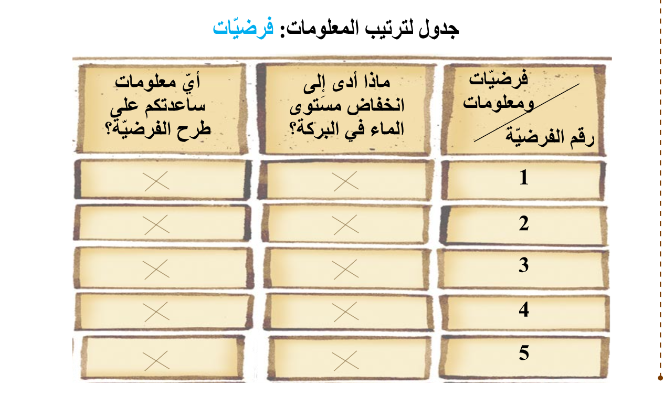 جدول لترتيب المعلومات: فرضيّات
فرضيّات
ومعلومات
رقم الفرضيّة
ماذا أدى إلى
انخفاض مستوى
الماء في البركة؟
أيّ معلومات
ساعدتكم على
طرح الفرضيّة؟
1
2
3
4
5